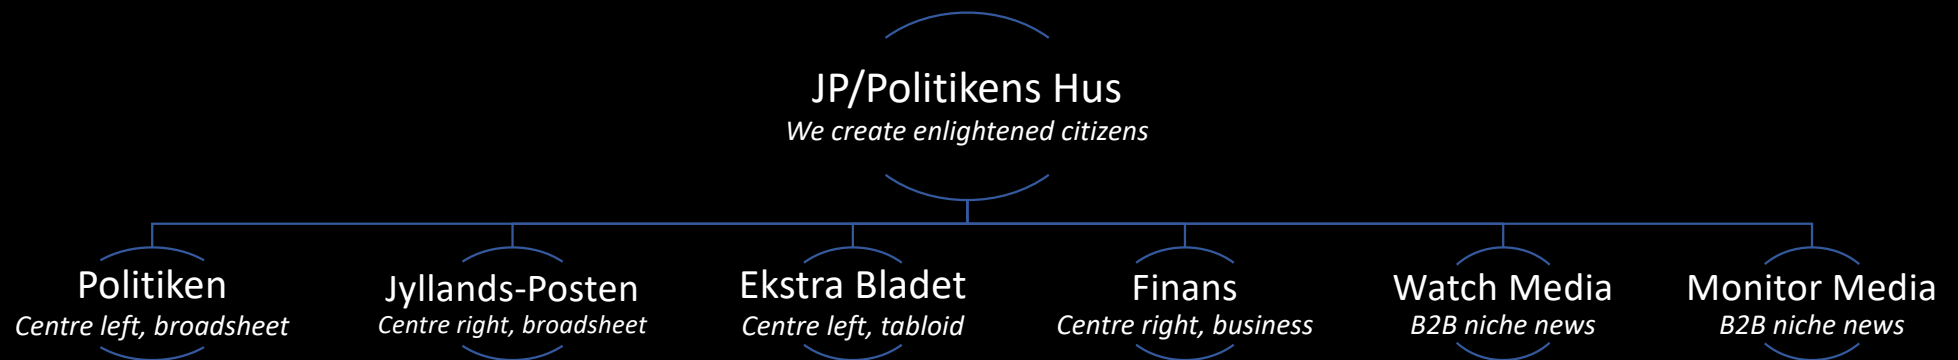 JP/Politikens Hus
We create enlightened citizens
Politiken
Centre left, broadsheet
Jyllands-Posten
Centre right, broadsheet
Ekstra Bladet
Centre left, tabloid
Finans
Centre right, business
Watch Media
B2B niche news
Monitor Media
B2B niche news